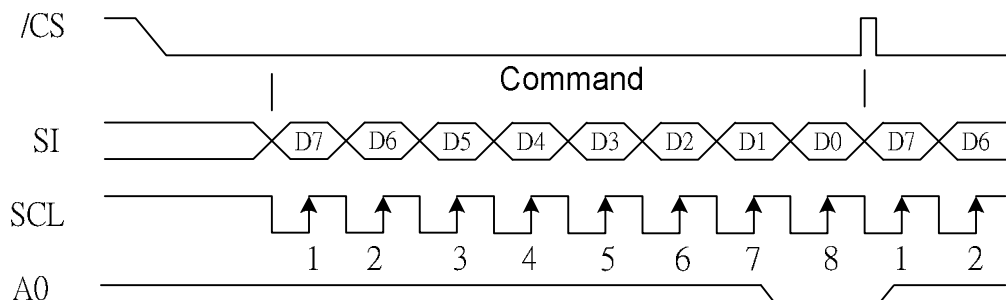 /CS
Command
SI D7 D6 D5 D4 D3 D2 D1 D0 D7 D6
SCL
1 2 3 4 5 6 7 8 1 2
A0